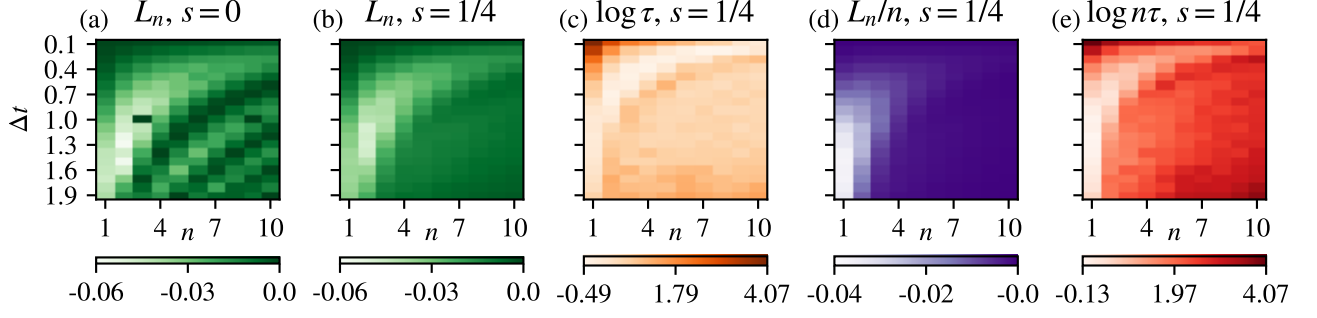 (a) Lₙ, s = 0
(b) Lₙ, s = 1/4
(c) log τ, s = 1/4
(d) Lₙ/n, s = 1/4
(e) log nτ, s = 1/4
Δt
0.1
0.4
0.7
1.0
1.3
1.6
1.9
1 4 n 7 10
1 4 n 7 10
1 4 n 7 10
1 4 n 7 10
1 4 n 7 10
-0.06 -0.03 0.0
-0.06 -0.03 0.0
-0.49 1.79 4.07
-0.04 -0.02 -0.0
-0.13 1.97 4.07